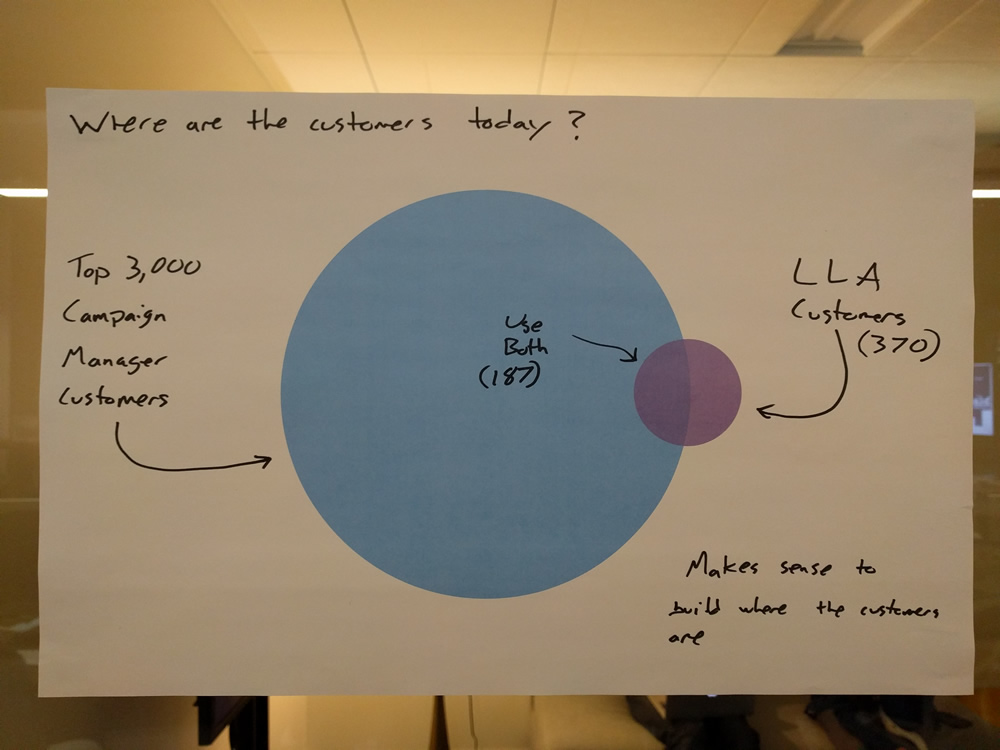 Where are the customers today?
Top 3,000
Campaign
Manager
Customers
Use
Both
(187)
LLA
Customers
(370)
Makes sense to
build where the customers
are